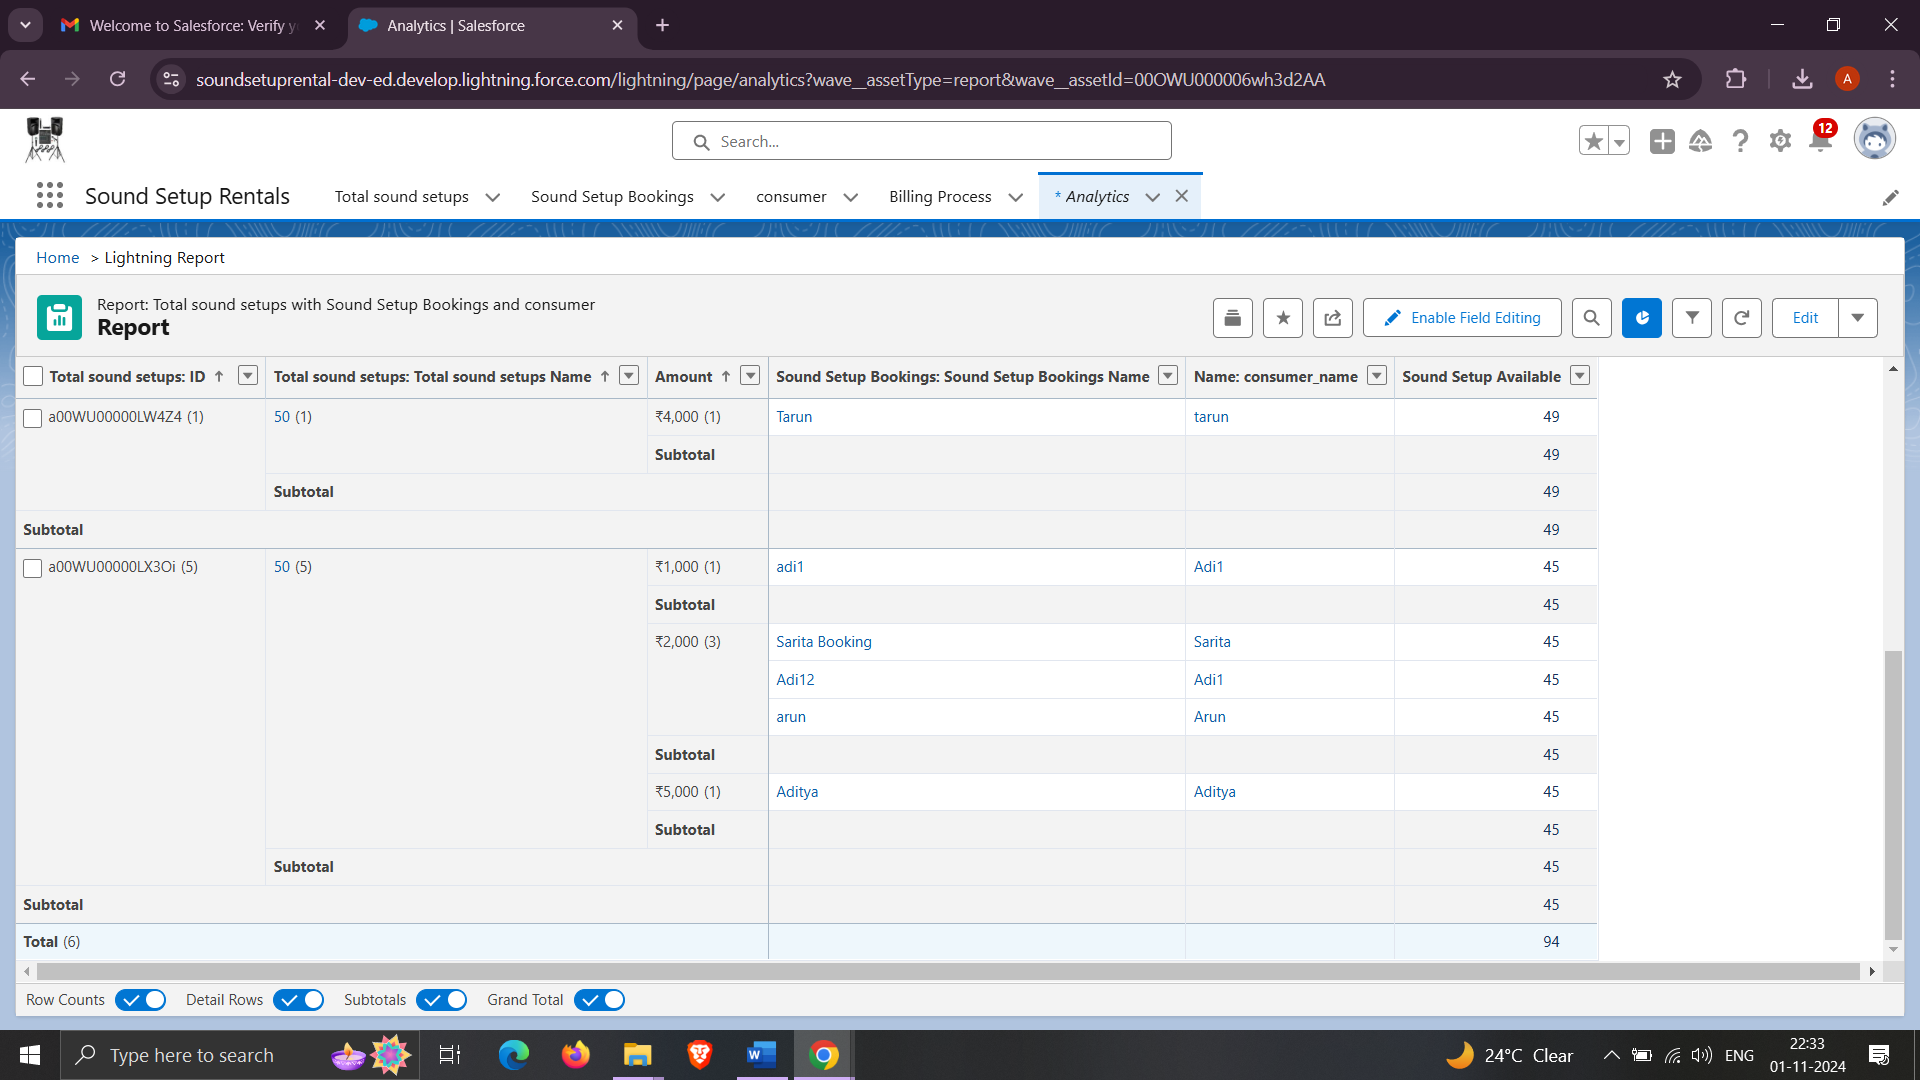 Welcome to Salesforce: Verify y
Analytics | Salesforce
soundsetuprental-dev-ed.develop.lightning.force.com/lightning/page/analytics?wave__assetType=report&wave__assetId=00OWU000006wh3d2AA
A
Search...
12
Sound Setup Rentals
Total sound setups
Sound Setup Bookings
consumer
Billing Process
* Analytics
Home > Lightning Report
Report: Total sound setups with Sound Setup Bookings and consumer
Report
Enable Field Editing
Edit
Total sound setups: ID ↑ Total sound setups: Total sound setups Name ↑ Amount ↑ Sound Setup Bookings: Sound Setup Bookings Name Name: consumer_name Sound Setup Available
a00WU00000LW4Z4 (1) 50 (1) ₹4,000 (1) Tarun tarun 49
Subtotal 49
Subtotal 49
Subtotal 49
a00WU00000LX3Oi (5) 50 (5) ₹1,000 (1) adi1 Adi1 45
Subtotal 45
₹2,000 (3) Sarita Booking Sarita 45
Adi12 Adi1 45
arun Arun 45
Subtotal 45
₹5,000 (1) Aditya Aditya 45
Subtotal 45
Subtotal 45
Subtotal 45
Total (6) 94
Row Counts Detail Rows Subtotals Grand Total
Type here to search
24°C Clear
ENG
22:33
01-11-2024